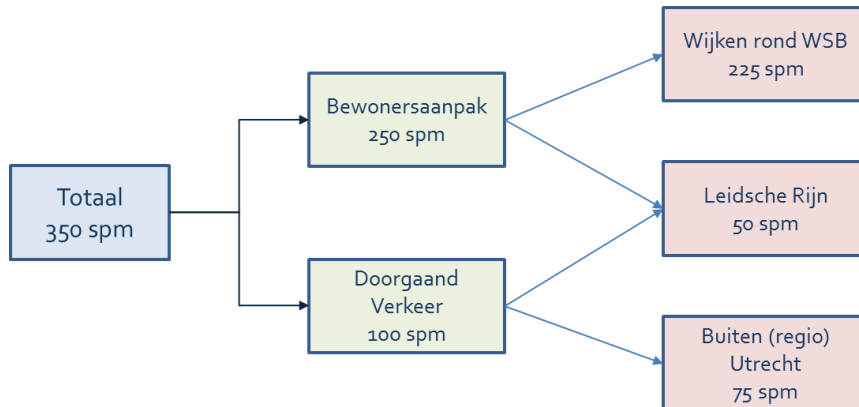 Totaal
350 spm
Bewonersaanpak
250 spm
Doorgaand
Verkeer
100 spm
Wijken rond WSB
225 spm
Leidsche Rijn
50 spm
Buiten (regio)
Utrecht
75 spm